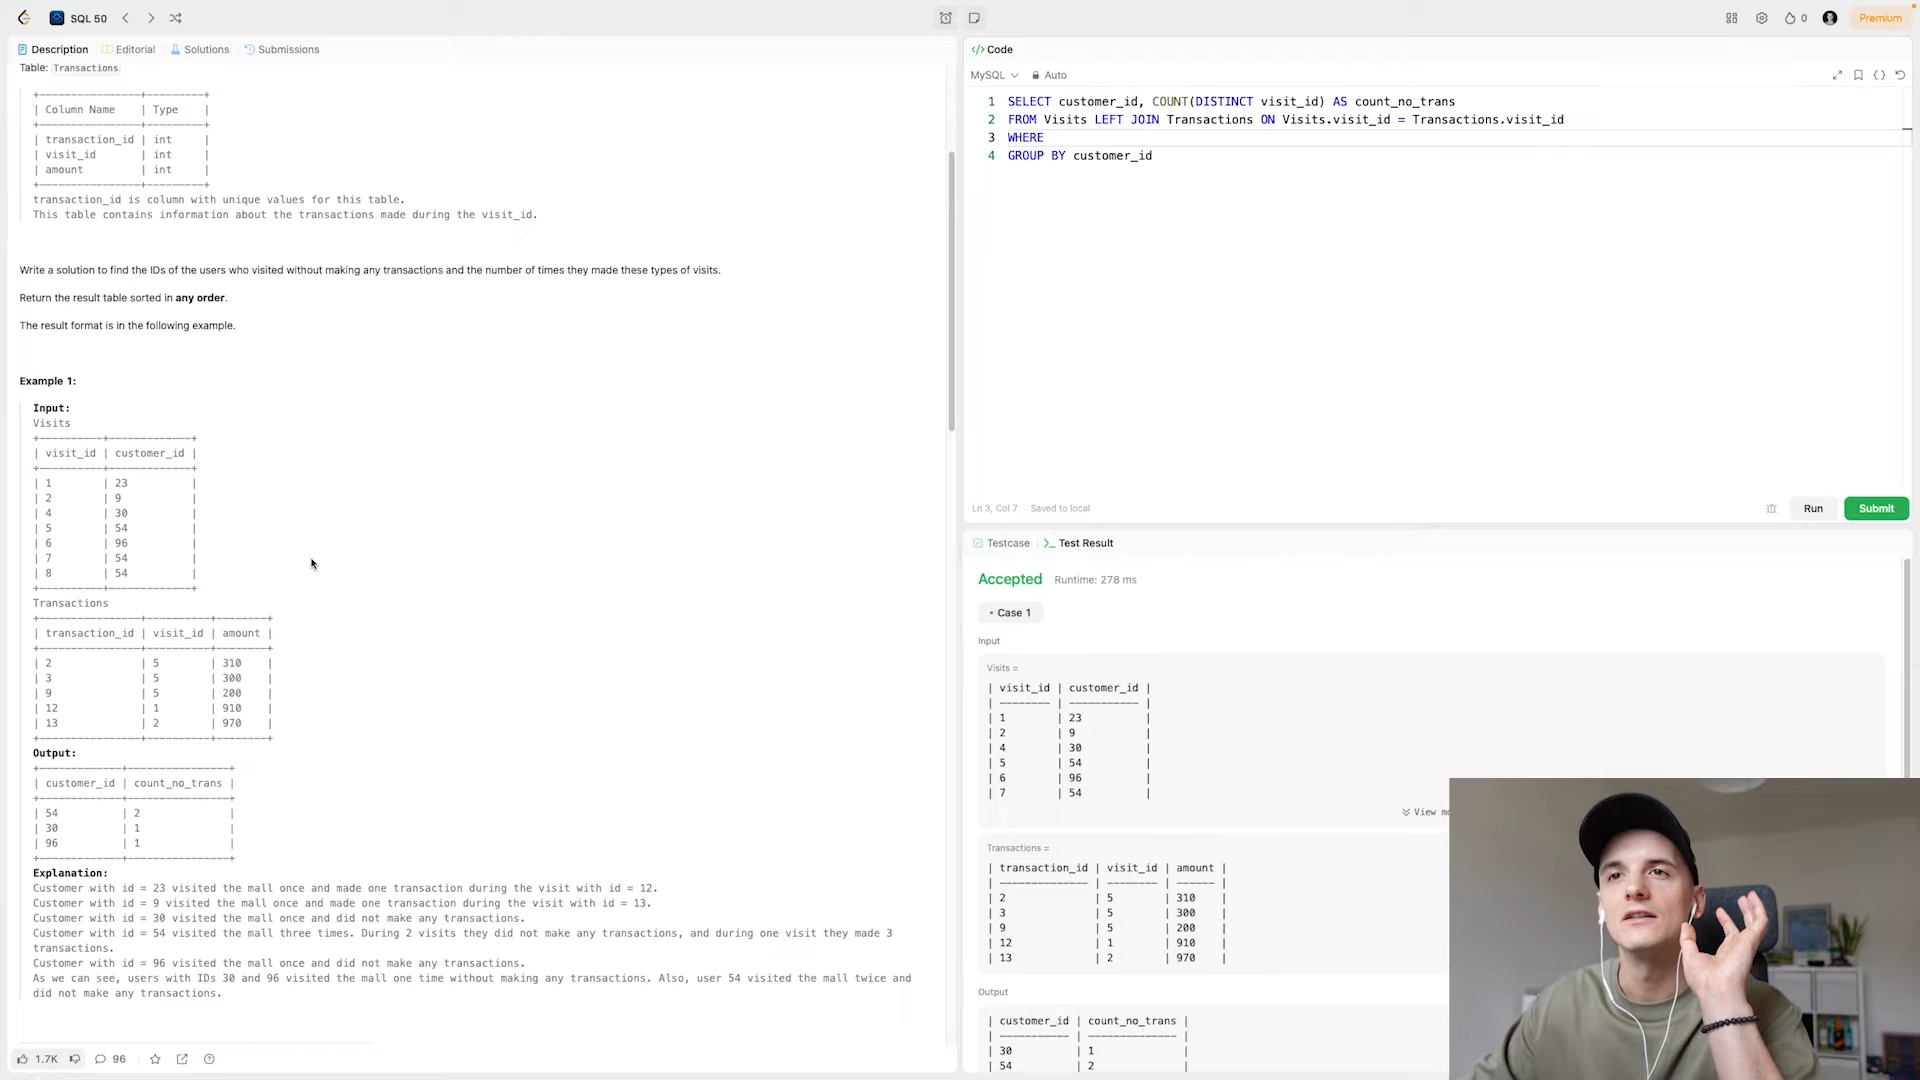 SQL 50
0
Premium
Description
Editorial
Solutions
Submissions
Table: Transactions
+----------------+---------+
| Column Name    | Type    |
+----------------+---------+
| transaction_id | int     |
| visit_id       | int     |
| amount         | int     |
+----------------+---------+
transaction_id is column with unique values for this table.
This table contains information about the transactions made during the visit_id.
Write a solution to find the IDs of the users who visited without making any transactions and the number of times they made these types of visits.
Return the result table sorted in any order.
The result format is in the following example.
Example 1:
Input:
Visits
+----------+-------------+
| visit_id | customer_id |
+----------+-------------+
| 1        | 23          |
| 2        | 9           |
| 4        | 30          |
| 5        | 54          |
| 6        | 96          |
| 7        | 54          |
| 8        | 54          |
+----------+-------------+
Transactions
+----------------+----------+--------+
| transaction_id | visit_id | amount |
+----------------+----------+--------+
| 2              | 5        | 310    |
| 3              | 5        | 300    |
| 9              | 5        | 200    |
| 12             | 1        | 910    |
| 13             | 2        | 970    |
+----------------+----------+--------+
Output:
+-------------+----------------+
| customer_id | count_no_trans |
+-------------+----------------+
| 54          | 2              |
| 30          | 1              |
| 96          | 1              |
+-------------+----------------+
Explanation:
Customer with id = 23 visited the mall once and made one transaction during the visit with id = 12.
Customer with id = 9 visited the mall once and made one transaction during the visit with id = 13.
Customer with id = 30 visited the mall once and did not make any transactions.
Customer with id = 54 visited the mall three times. During 2 visits they did not make any transactions, and during one visit they made 3
transactions.
Customer with id = 96 visited the mall once and did not make any transactions.
As we can see, users with IDs 30 and 96 visited the mall one time without making any transactions. Also, user 54 visited the mall twice and
did not make any transactions.
1.7K
96
</> Code
MySQL
Auto
1 SELECT customer_id, COUNT(DISTINCT visit_id) AS count_no_trans
2 FROM Visits LEFT JOIN Transactions ON Visits.visit_id = Transactions.visit_id
3 WHERE
4 GROUP BY customer_id
Ln 3, Col 7
Saved to local
Run
Submit
Testcase
>_ Test Result
Accepted
Runtime: 278 ms
• Case 1
Input
Visits =
| visit_id | customer_id |
| -------- | ----------- |
| 1        | 23          |
| 2        | 9           |
| 4        | 30          |
| 5        | 54          |
| 6        | 96          |
| 7        | 54          |
View mo
Transactions =
| transaction_id | visit_id | amount |
| -------------- | -------- | ------ |
| 2              | 5        | 310    |
| 3              | 5        | 300    |
| 9              | 5        | 200    |
| 12             | 1        | 910    |
| 13             | 2        | 970    |
Output
| customer_id | count_no_trans |
| ----------- | -------------- |
| 30          | 1              |
| 54          | 2              |